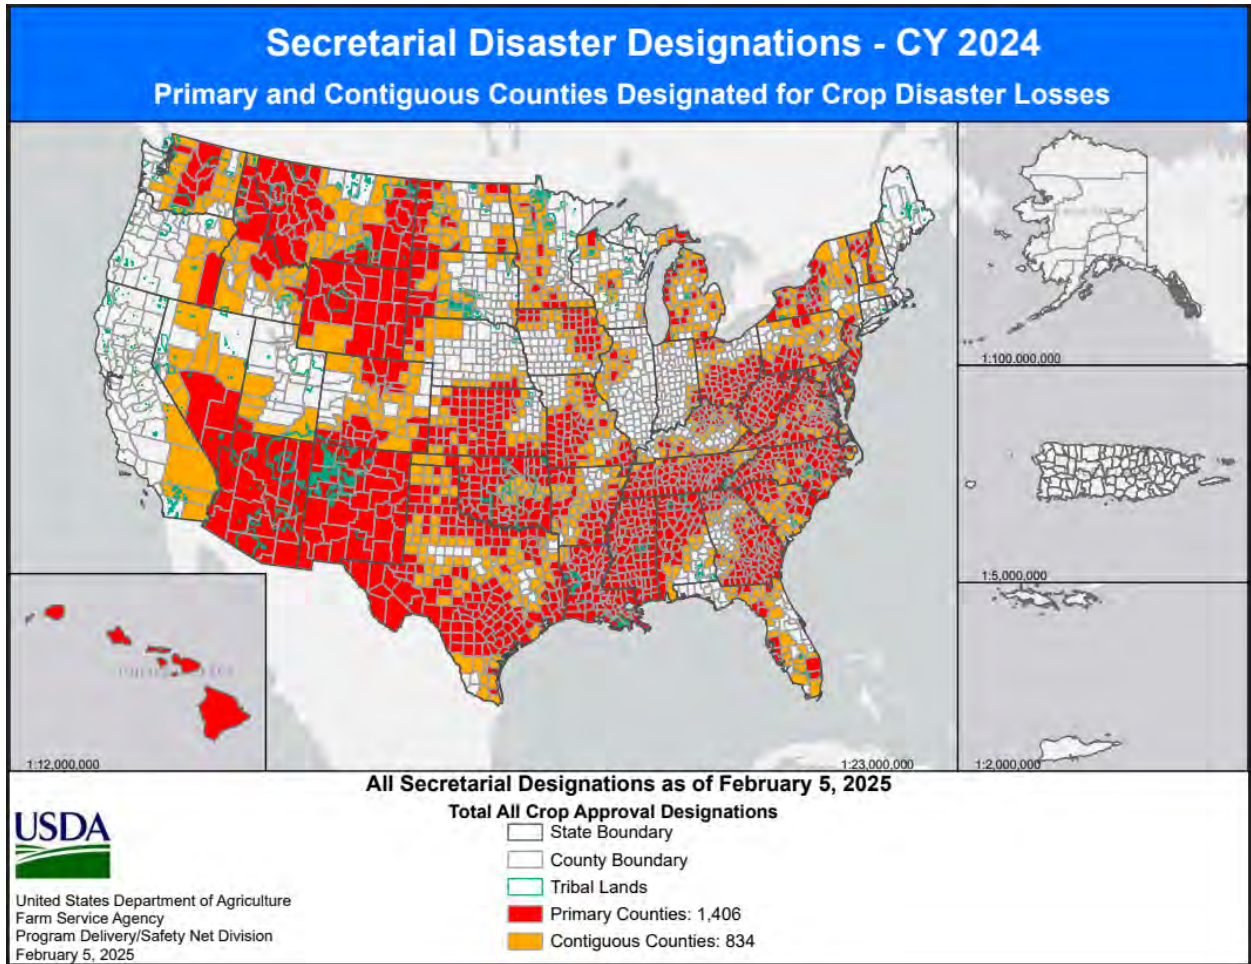 Secretarial Disaster Designations - CY 2024
Primary and Contiguous Counties Designated for Crop Disaster Losses
1:100,000,000
1:5,000,000
1:12,000,000
1:23,000,000
1:2,000,000
All Secretarial Designations as of February 5, 2025
Total All Crop Approval Designations
State Boundary
County Boundary
Tribal Lands
Primary Counties: 1,406
Contiguous Counties: 834
USDA
United States Department of Agriculture
Farm Service Agency
Program Delivery/Safety Net Division
February 5, 2025